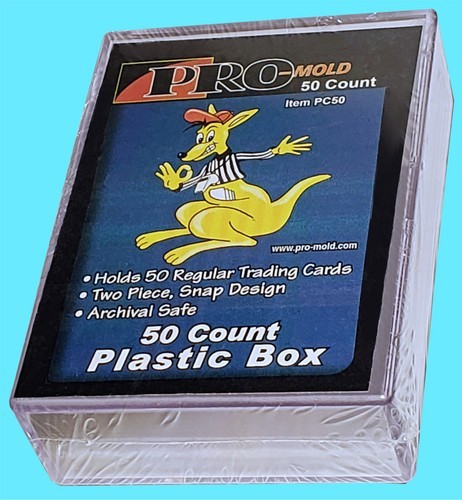 PRO-MOLD
50 Count
Item PC50
www.pro-mold.com
• Holds 50 Regular Trading Cards
• Two Piece, Snap Design
• Archival Safe
50 Count
Plastic Box